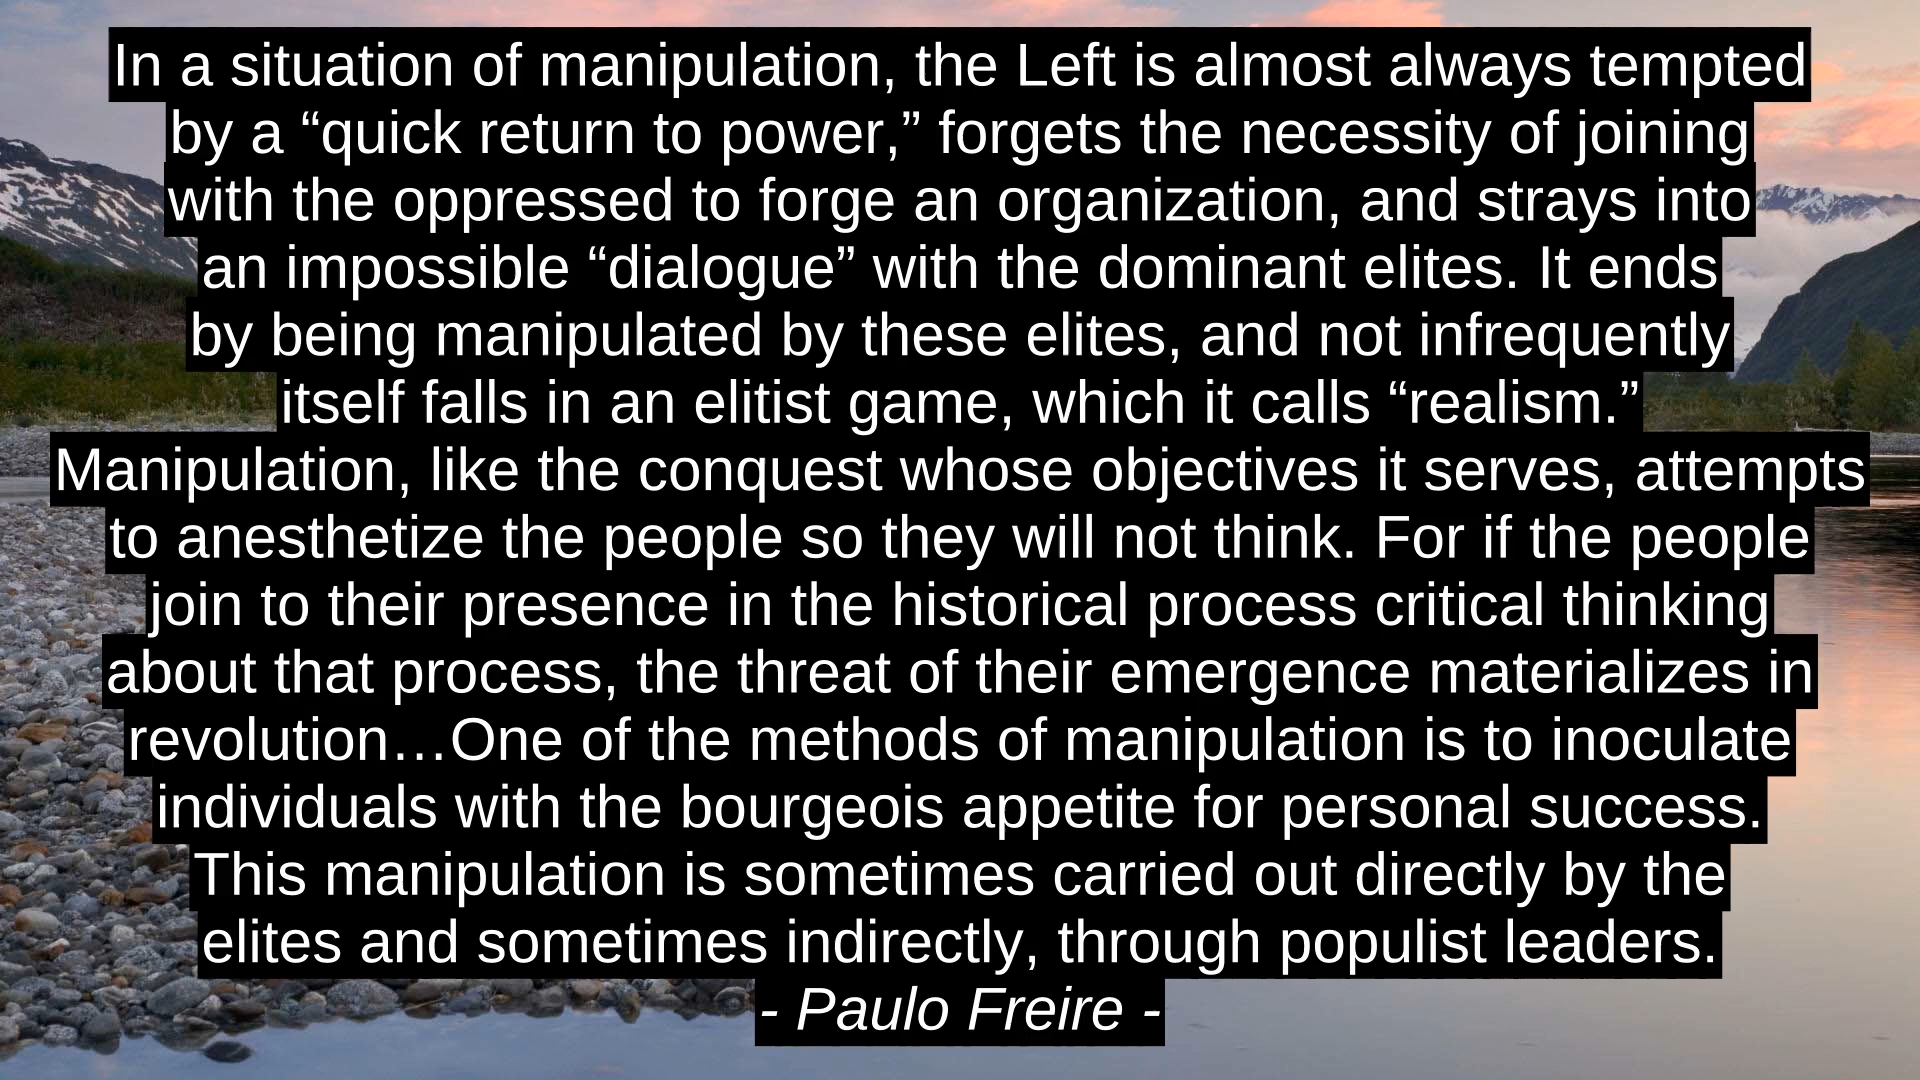 In a situation of manipulation, the Left is almost always tempted
by a “quick return to power,” forgets the necessity of joining
with the oppressed to forge an organization, and strays into
an impossible “dialogue” with the dominant elites. It ends
by being manipulated by these elites, and not infrequently
itself falls in an elitist game, which it calls “realism.”
Manipulation, like the conquest whose objectives it serves, attempts
to anesthetize the people so they will not think. For if the people
join to their presence in the historical process critical thinking
about that process, the threat of their emergence materializes in
revolution…One of the methods of manipulation is to inoculate
individuals with the bourgeois appetite for personal success.
This manipulation is sometimes carried out directly by the
elites and sometimes indirectly, through populist leaders.
- Paulo Freire -